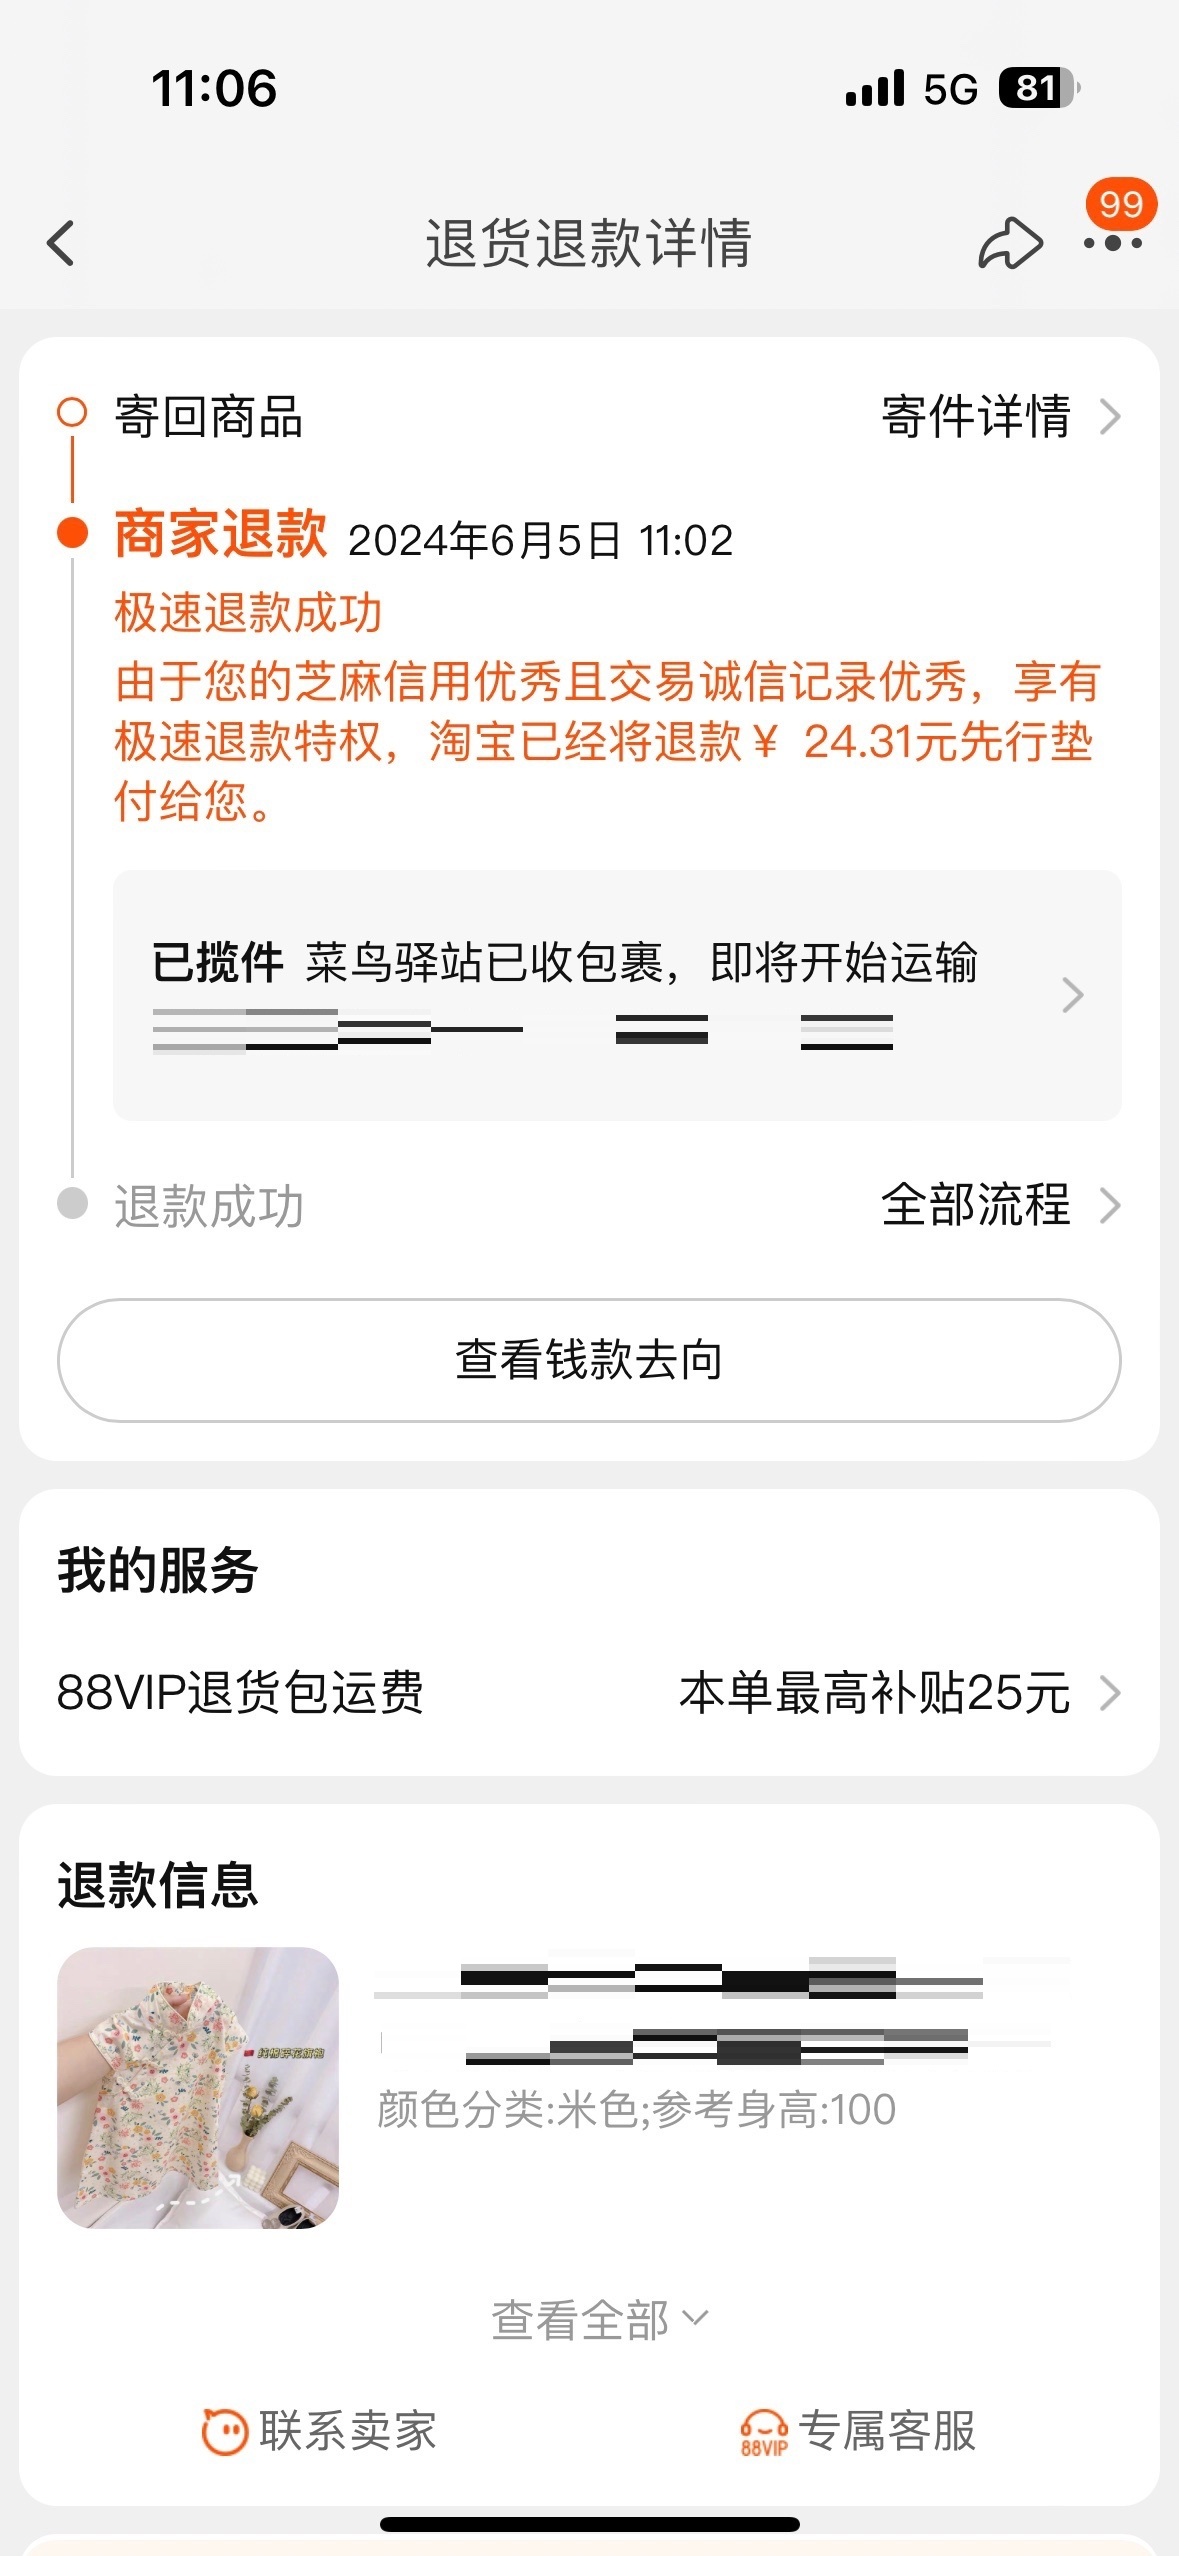 11:06
5G
81
99
退货退款详情
寄回商品
寄件详情
商家退款 2024年6月5日 11:02
极速退款成功
由于您的芝麻信用优秀且交易诚信记录优秀，享有
极速退款特权，淘宝已经将退款¥ 24.31元先行垫
付给您。
已揽件 菜鸟驿站已收包裹，即将开始运输
退款成功
全部流程
查看钱款去向
我的服务
88VIP退货包运费
本单最高补贴25元
退款信息
纯棉碎花旗袍
颜色分类:米色;参考身高:100
查看全部
联系卖家
88VIP
专属客服